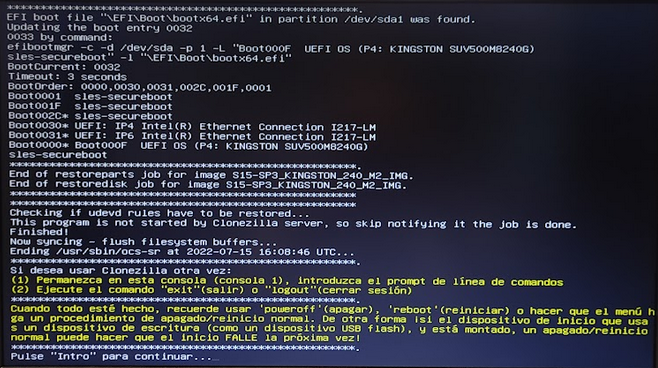 *****************************************************.
EFI boot file "\EFI\Boot\bootx64.efi" in partition /dev/sda1 was found.
Updating the boot entry 0032
0033 by command:
efibootmgr -c -d /dev/sda -p 1 -L "Boot000F  UEFI OS (P4: KINGSTON SUV500M8240G)
sles-secureboot" -l "\EFI\Boot\bootx64.efi"
BootCurrent: 0032
Timeout: 3 seconds
BootOrder: 0000,0030,0031,002C,001F,0001
Boot0001  sles-secureboot
Boot001F  sles-secureboot
Boot002C* sles-secureboot
Boot0030* UEFI: IP4 Intel(R) Ethernet Connection I217-LM
Boot0031* UEFI: IP6 Intel(R) Ethernet Connection I217-LM
Boot0000* Boot000F  UEFI OS (P4: KINGSTON SUV500M8240G)
sles-secureboot
*****************************************************.
End of restoreparts job for image S15-SP3_KINGSTON_240_M2_IMG.
End of restoredisk job for image S15-SP3_KINGSTON_240_M2_IMG.
*****************************************************
*****************************************************
Checking if udevd rules have to be restored...
This program is not started by Clonezilla server, so skip notifying it the job is done.
Finished!
Now syncing - flush filesystem buffers...
Ending /usr/sbin/ocs-sr at 2022-07-15 16:08:46 UTC...
*****************************************************.
Si desea usar Clonezilla otra vez:
(1) Permanezca en esta consola (consola 1), introduzca el prompt de línea de comandos
(2) Ejecute el comando "exit"(salir) o "logout"(cerrar sesión)
*****************************************************.
Cuando todo esté hecho, recuerde usar 'poweroff'(apagar), 'reboot'(reiniciar) o hacer que el menú h
ga un procedimiento de apagado/reinicio normal. De otra forma ¡si el dispositivo de inicio que usa
s un dispositivo de escritura (como un dispositivo USB flash), y está montado, un apagado/reinicio
normal puede hacer que el inicio FALLE la próxima vez!
*****************************************************.
Pulse "Intro" para continuar..._